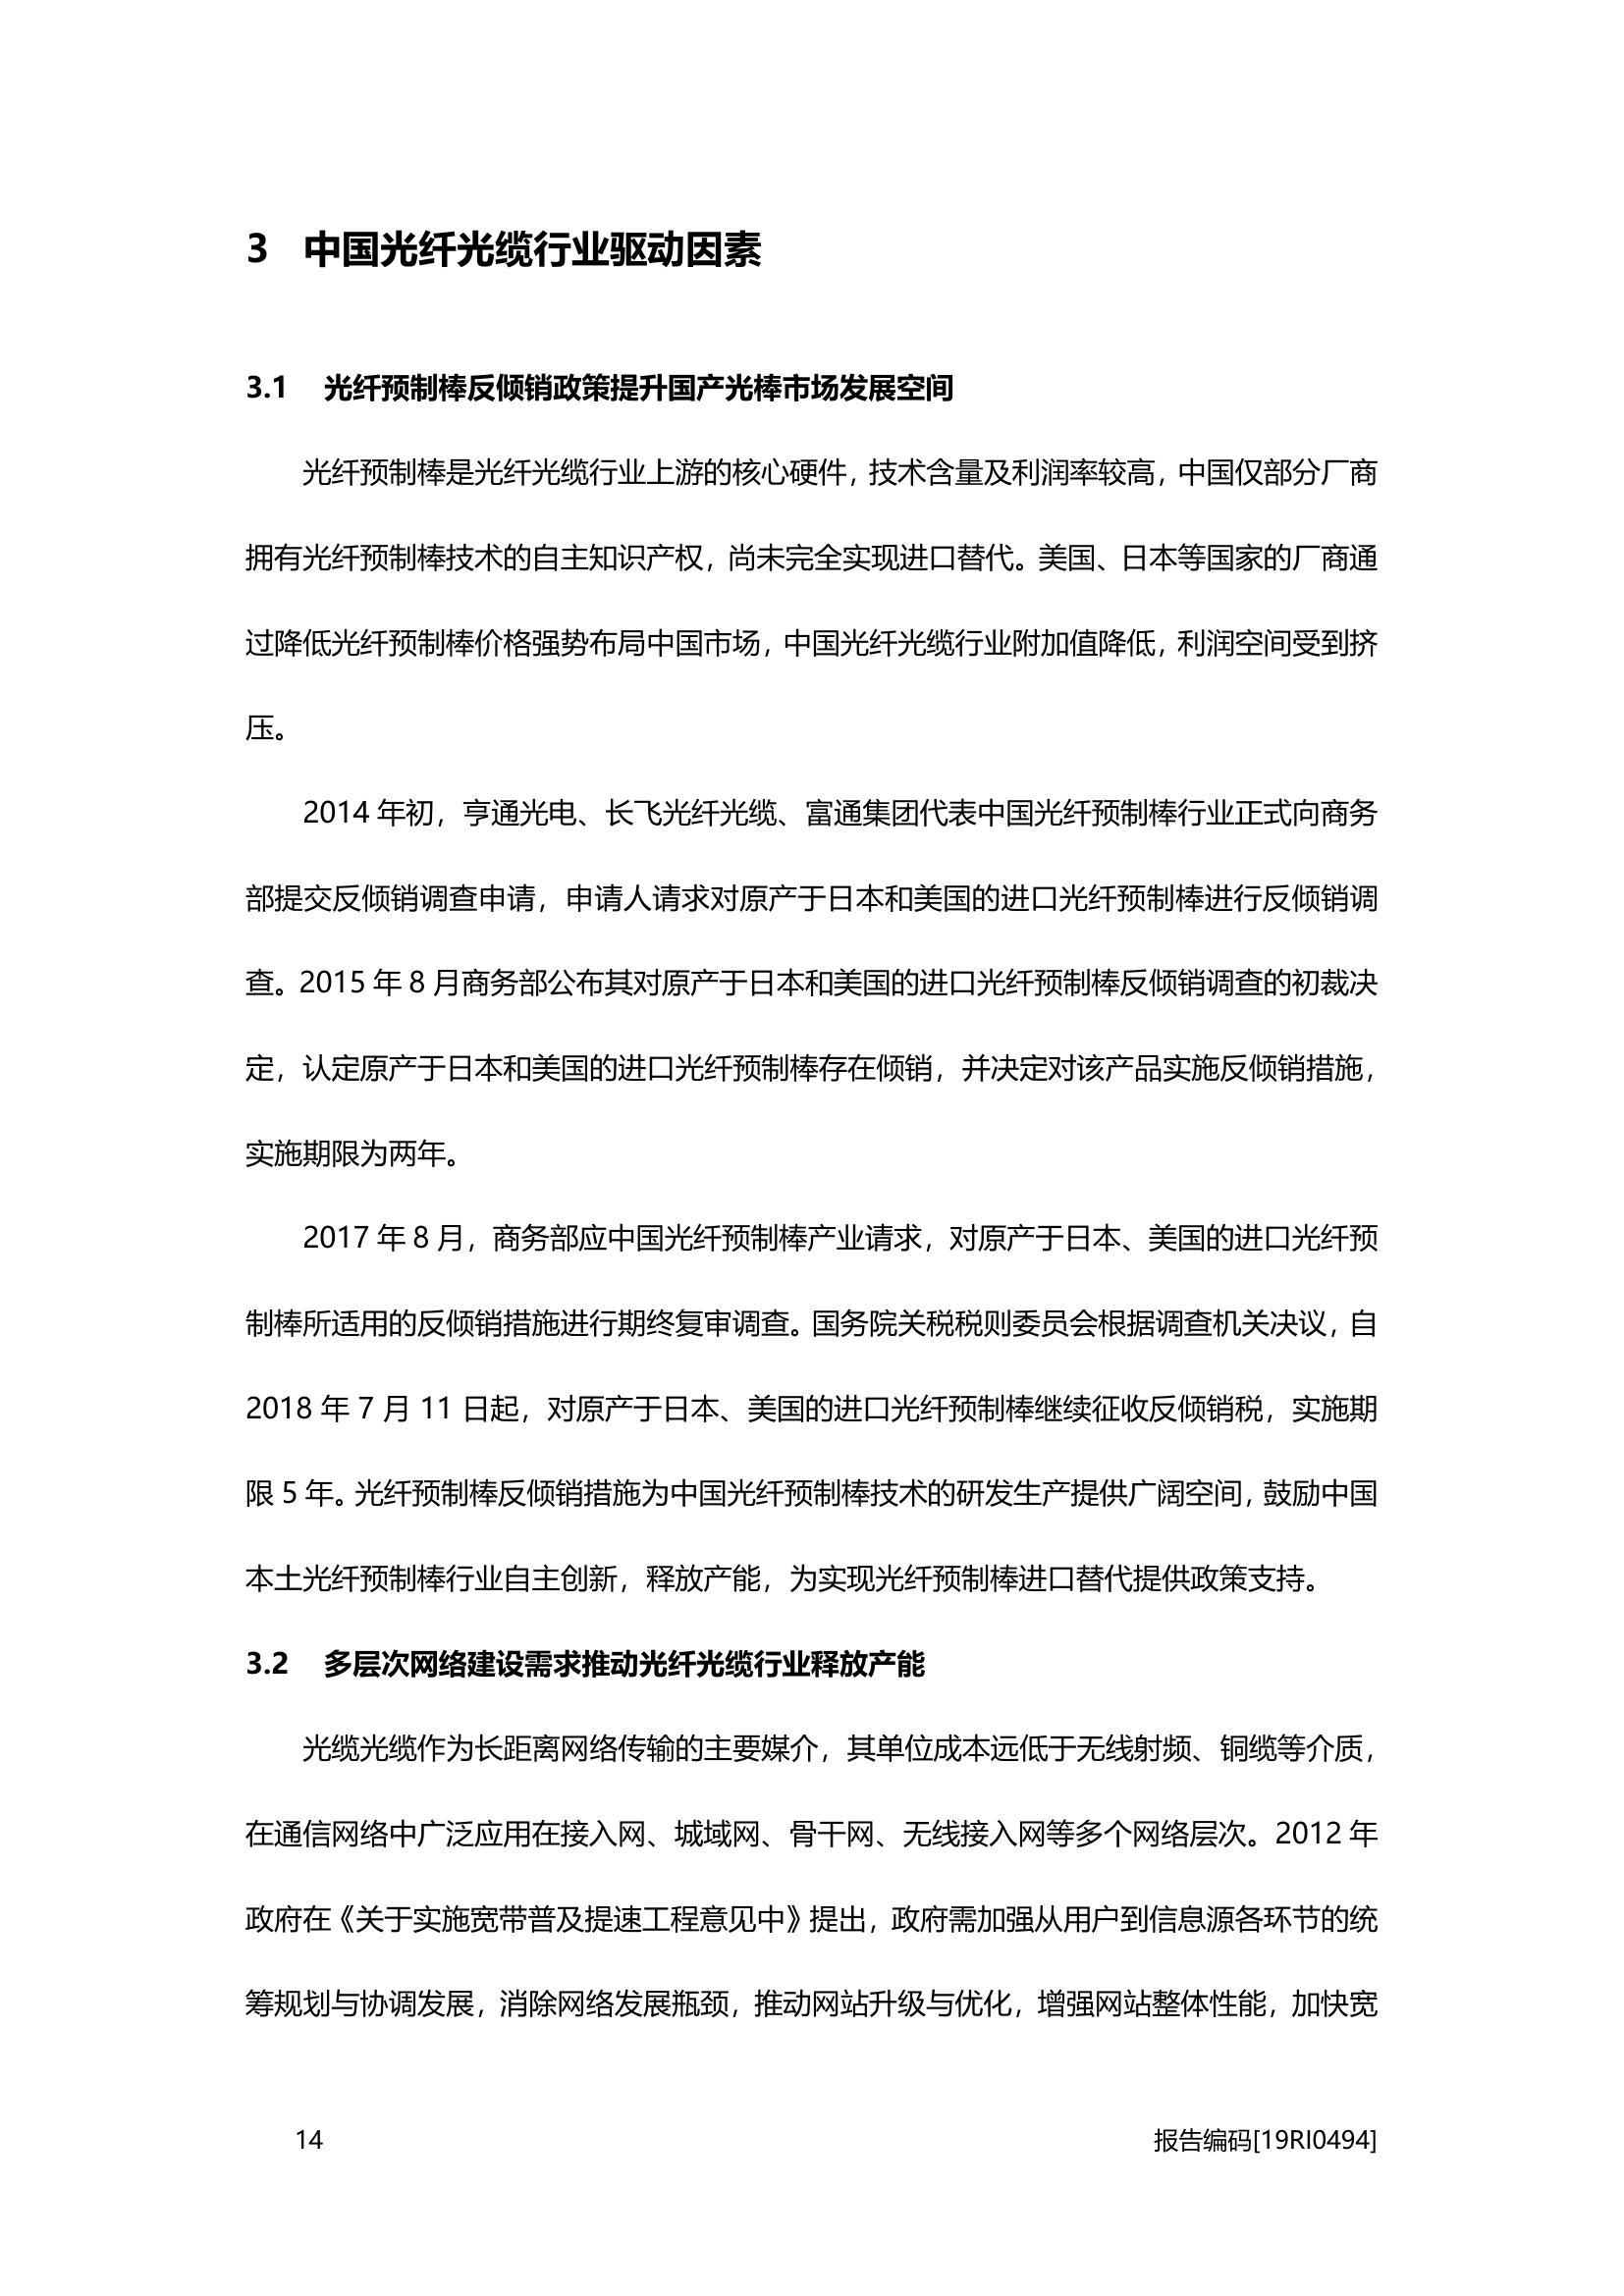 3 中国光纤光缆行业驱动因素
3.1 光纤预制棒反倾销政策提升国产光棒市场发展空间
光纤预制棒是光纤光缆行业上游的核心硬件，技术含量及利润率较高，中国仅部分厂商
拥有光纤预制棒技术的自主知识产权，尚未完全实现进口替代。美国、日本等国家的厂商通
过降低光纤预制棒价格强势布局中国市场，中国光纤光缆行业附加值降低，利润空间受到挤
压。
2014 年初，亨通光电、长飞光纤光缆、富通集团代表中国光纤预制棒行业正式向商务
部提交反倾销调查申请，申请人请求对原产于日本和美国的进口光纤预制棒进行反倾销调
查。2015 年 8 月商务部公布其对原产于日本和美国的进口光纤预制棒反倾销调查的初裁决
定，认定原产于日本和美国的进口光纤预制棒存在倾销，并决定对该产品实施反倾销措施，
实施期限为两年。
2017 年 8 月，商务部应中国光纤预制棒产业请求，对原产于日本、美国的进口光纤预
制棒所适用的反倾销措施进行期终复审调查。国务院关税税则委员会根据调查机关决议，自
2018 年 7 月 11 日起，对原产于日本、美国的进口光纤预制棒继续征收反倾销税，实施期
限 5 年。光纤预制棒反倾销措施为中国光纤预制棒技术的研发生产提供广阔空间，鼓励中国
本土光纤预制棒行业自主创新，释放产能，为实现光纤预制棒进口替代提供政策支持。
3.2 多层次网络建设需求推动光纤光缆行业释放产能
光缆光缆作为长距离网络传输的主要媒介，其单位成本远低于无线射频、铜缆等介质，
在通信网络中广泛应用在接入网、城域网、骨干网、无线接入网等多个网络层次。2012 年
政府在《关于实施宽带普及提速工程意见中》提出，政府需加强从用户到信息源各环节的统
筹规划与协调发展，消除网络发展瓶颈，推动网站升级与优化，增强网站整体性能，加快宽
14
报告编码[19RI0494]